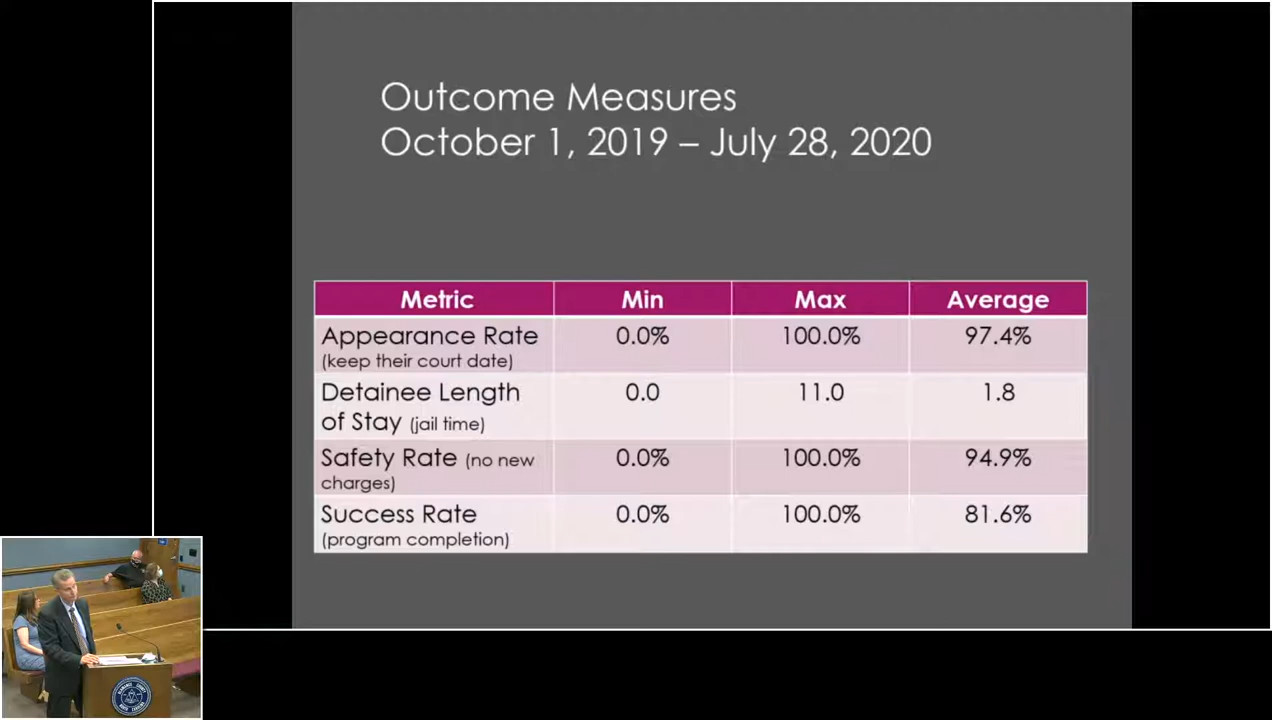 Outcome Measures
October 1, 2019 – July 28, 2020
Metric Min Max Average
Appearance Rate 0.0% 100.0% 97.4%
(keep their court date)
Detainee Length 0.0 11.0 1.8
of Stay (jail time)
Safety Rate (no new 0.0% 100.0% 94.9%
charges)
Success Rate 0.0% 100.0% 81.6%
(program completion)